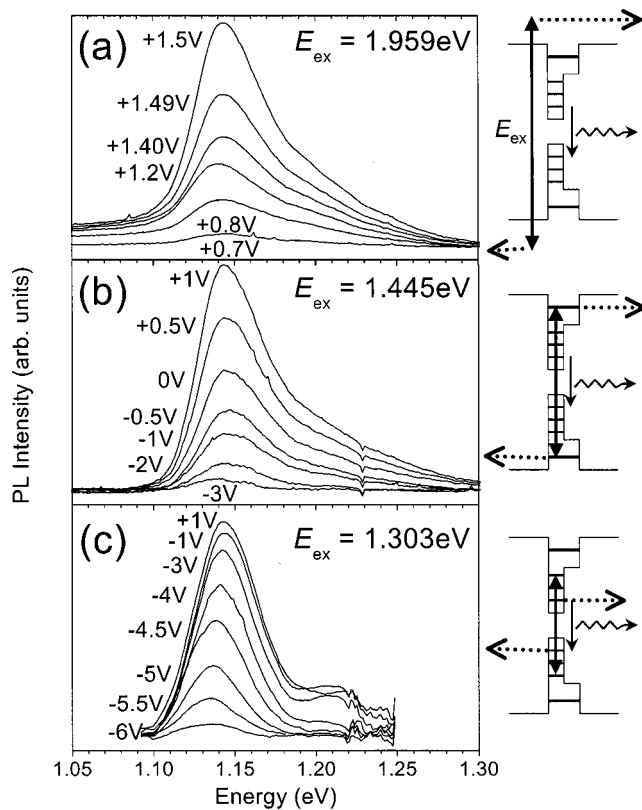 (a)
E_ex = 1.959eV
+1.5V
+1.49V
+1.40V
+1.2V
+0.8V
+0.7V
E_ex
(b)
E_ex = 1.445eV
+1V
+0.5V
0V
-0.5V
-1V
-2V
-3V
(c)
E_ex = 1.303eV
+1V
-1V
-3V
-4V
-4.5V
-5V
-5.5V
-6V
PL Intensity (arb. units)
1.05 1.10 1.15 1.20 1.25 1.30
Energy (eV)